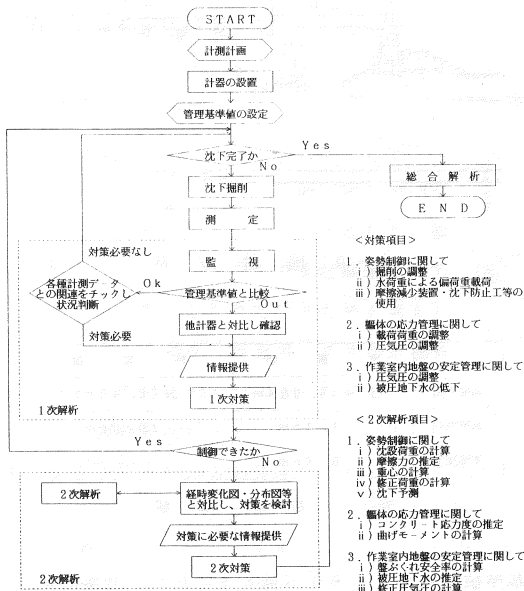 START
計測計画
計器の設置
管理基準値の設定
沈下完了か
Yes
No
総合解析
END
沈下掘削
測定
監視
管理基準値と比較
Ok
Out
各種計測データ
との関連をチェックし
状況判断
対策必要なし
対策必要
他計器と対比し確認
情報提供
1次対策
1次解析
制御できたか
Yes
No
経時変化図・分布図等
と対比し、対策を検討
2次解析
対策に必要な情報提供
2次対策
2次解析
<対策項目>
1．姿勢制御に関して
ⅰ）掘削の調整
ⅱ）水荷重による偏荷重載荷
ⅲ）摩擦減少装置・沈下防止工等の
使用
2．躯体の応力管理に関して
ⅰ）載荷荷重の調整
ⅱ）圧気圧の調整
3．作業室内地盤の安定管理に関して
ⅰ）圧気圧の調整
ⅱ）被圧地下水の低下
<2次解析項目>
1．姿勢制御に関して
ⅰ）沈設荷重の計算
ⅱ）摩擦力の推定
ⅲ）重心の計算
ⅳ）修正荷重の計算
ⅴ）沈下予測
2．躯体の応力管理に関して
ⅰ）コンクリート応力度の推定
ⅱ）曲げモーメントの計算
3．作業室内地盤の安定管理に関して
ⅰ）盤ぶくれ安全率の計算
ⅱ）被圧地下水の推定
ⅲ）修正圧気圧の計算